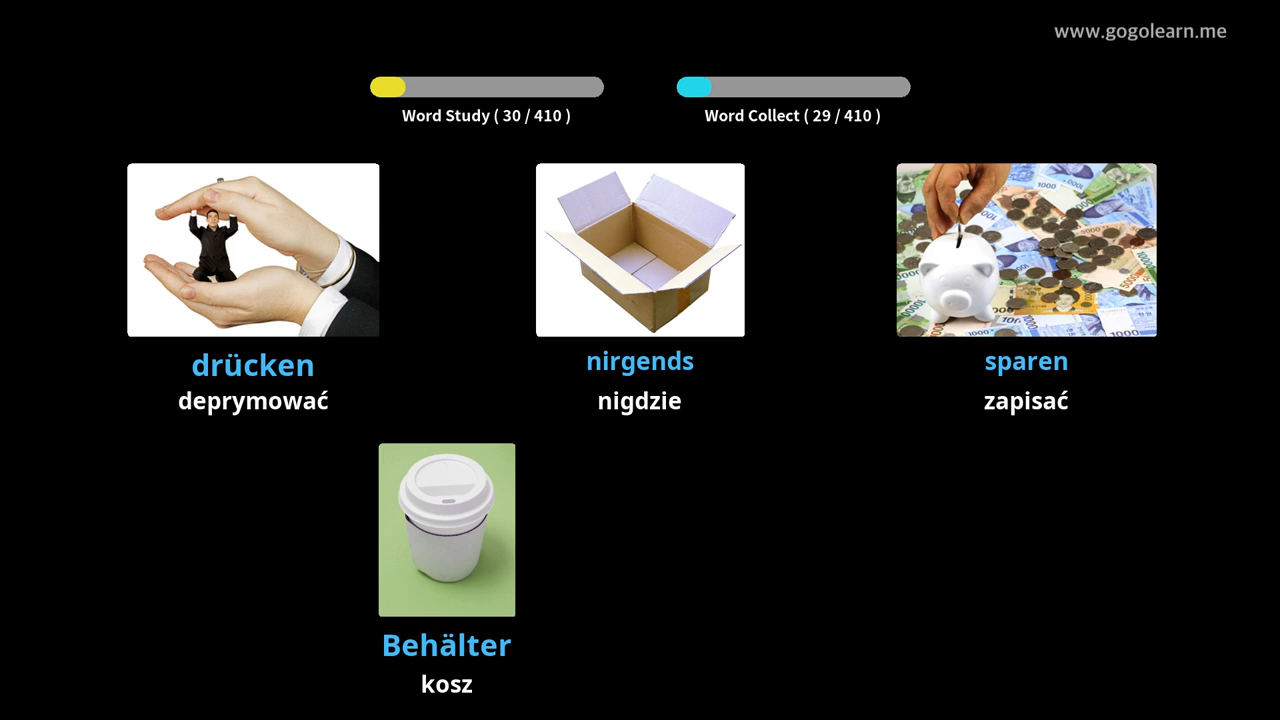 www.gogolearn.me
Word Study ( 30 / 410 )
Word Collect ( 29 / 410 )
drücken
deprymować
nirgends
nigdzie
sparen
zapisać
Behälter
kosz